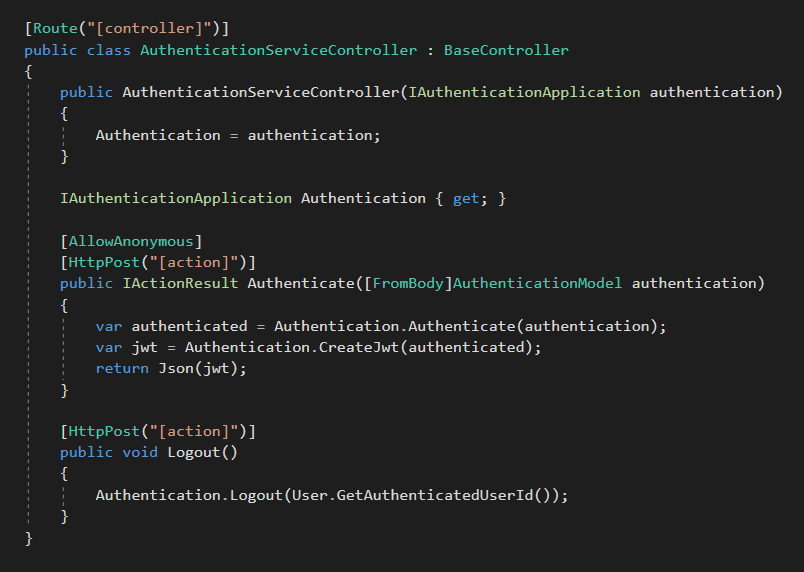 [Route("[controller]")]
public class AuthenticationServiceController : BaseController
{
    public AuthenticationServiceController(IAuthenticationApplication authentication)
    {
        Authentication = authentication;
    }

    IAuthenticationApplication Authentication { get; }

    [AllowAnonymous]
    [HttpPost("[action]")]
    public IActionResult Authenticate([FromBody]AuthenticationModel authentication)
    {
        var authenticated = Authentication.Authenticate(authentication);
        var jwt = Authentication.CreateJwt(authenticated);
        return Json(jwt);
    }

    [HttpPost("[action]")]
    public void Logout()
    {
        Authentication.Logout(User.GetAuthenticatedUserId());
    }
}